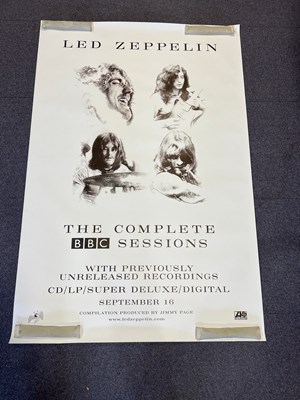 LED ZEPPELIN
THE COMPLETE
BBC SESSIONS
WITH PREVIOUSLY
UNRELEASED RECORDINGS
CD/LP/SUPER DELUXE/DIGITAL
SEPTEMBER 16
COMPILATION PRODUCED BY JIMMY PAGE
www.ledzeppelin.com